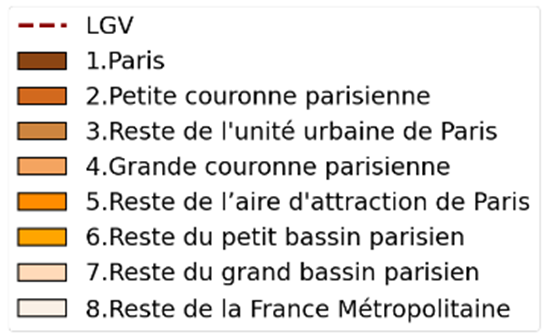 LGV
1.Paris
2.Petite couronne parisienne
3.Reste de l'unité urbaine de Paris
4.Grande couronne parisienne
5.Reste de l’aire d'attraction de Paris
6.Reste du petit bassin parisien
7.Reste du grand bassin parisien
8.Reste de la France Métropolitaine